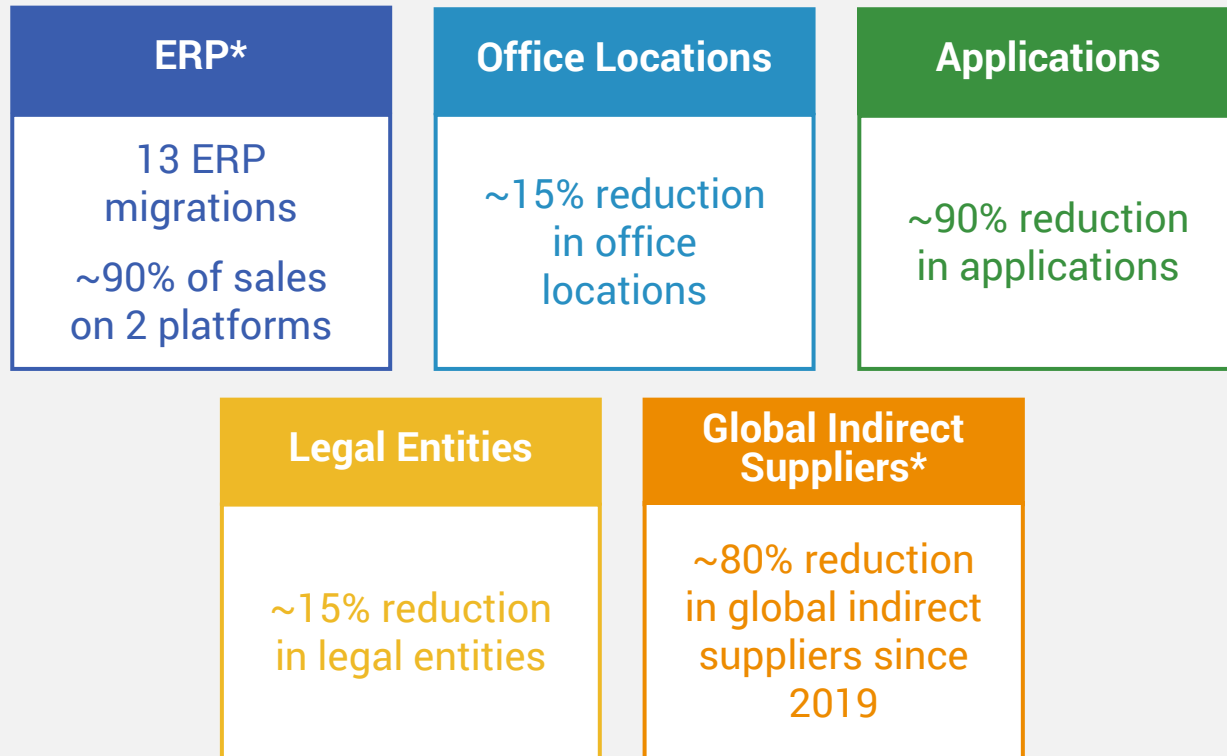 ERP*
13 ERP
migrations
~90% of sales
on 2 platforms
Office Locations
~15% reduction
in office
locations
Applications
~90% reduction
in applications
Legal Entities
~15% reduction
in legal entities
Global Indirect
Suppliers*
~80% reduction
in global indirect
suppliers since
2019